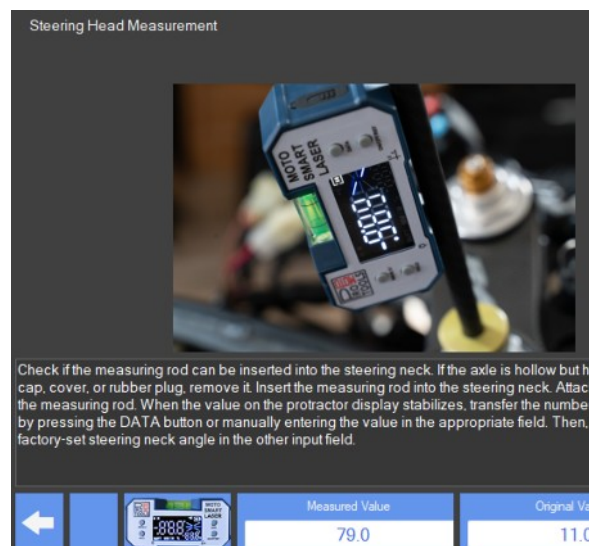 Steering Head Measurement
MOTO
SMART
LASER
Check if the measuring rod can be inserted into the steering neck. If the axle is hollow but h
cap, cover, or rubber plug, remove it. Insert the measuring rod into the steering neck. Attac
the measuring rod. When the value on the protractor display stabilizes, transfer the numbe
by pressing the DATA button or manually entering the value in the appropriate field. Then,
factory-set steering neck angle in the other input field.
MOTO
SMART
LASER
Measured Value
Original Va
79.0
11.0